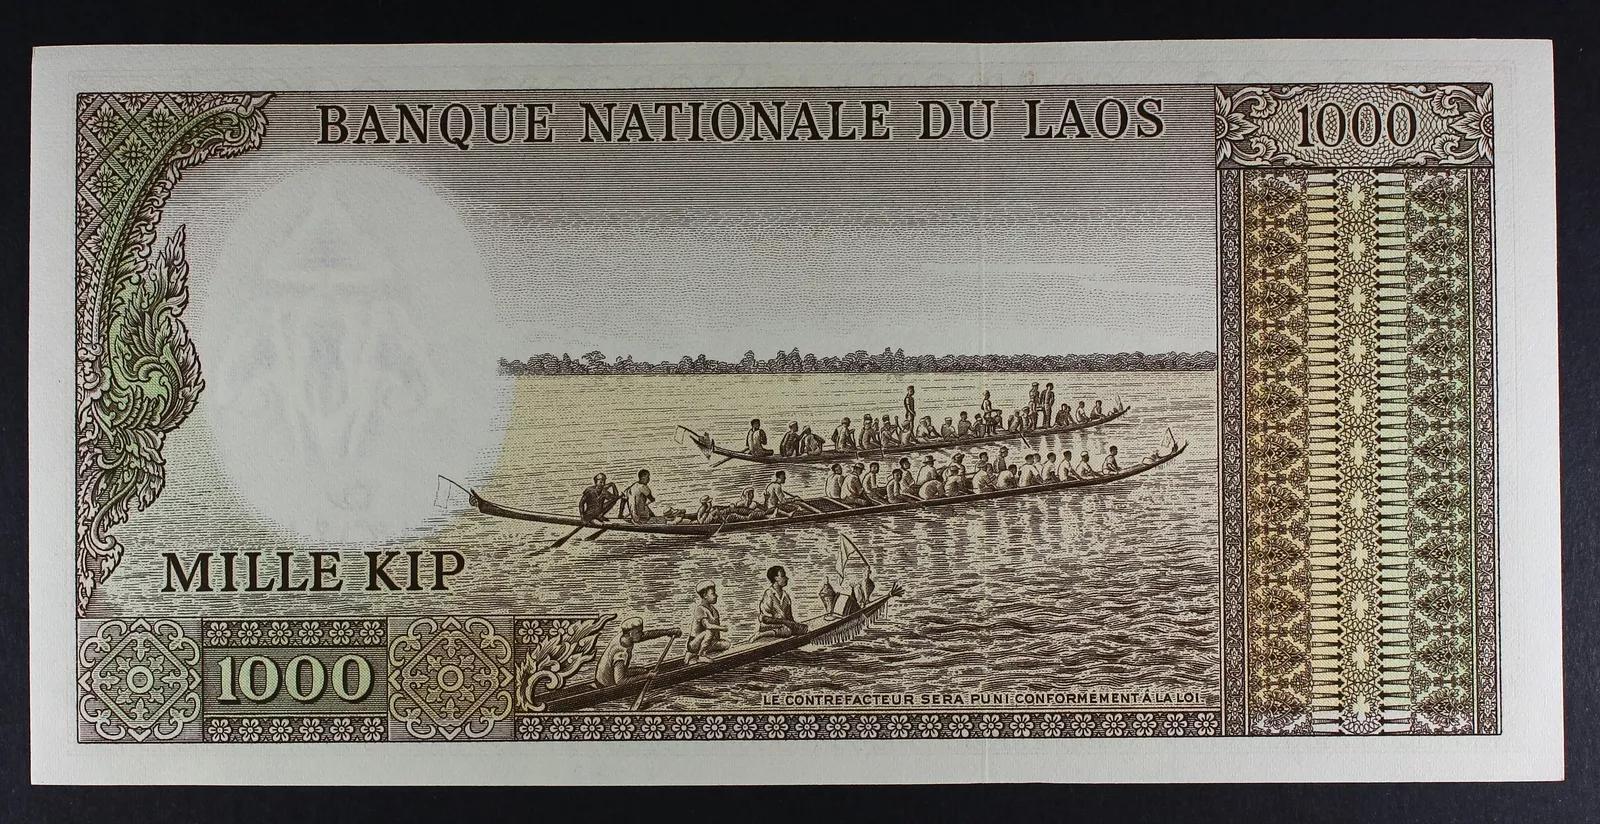 BANQUE NATIONALE DU LAOS
1000
MILLE KIP
1000
LE CONTREFACTEUR SERA PUNI CONFORMÉMENT À LA LOI